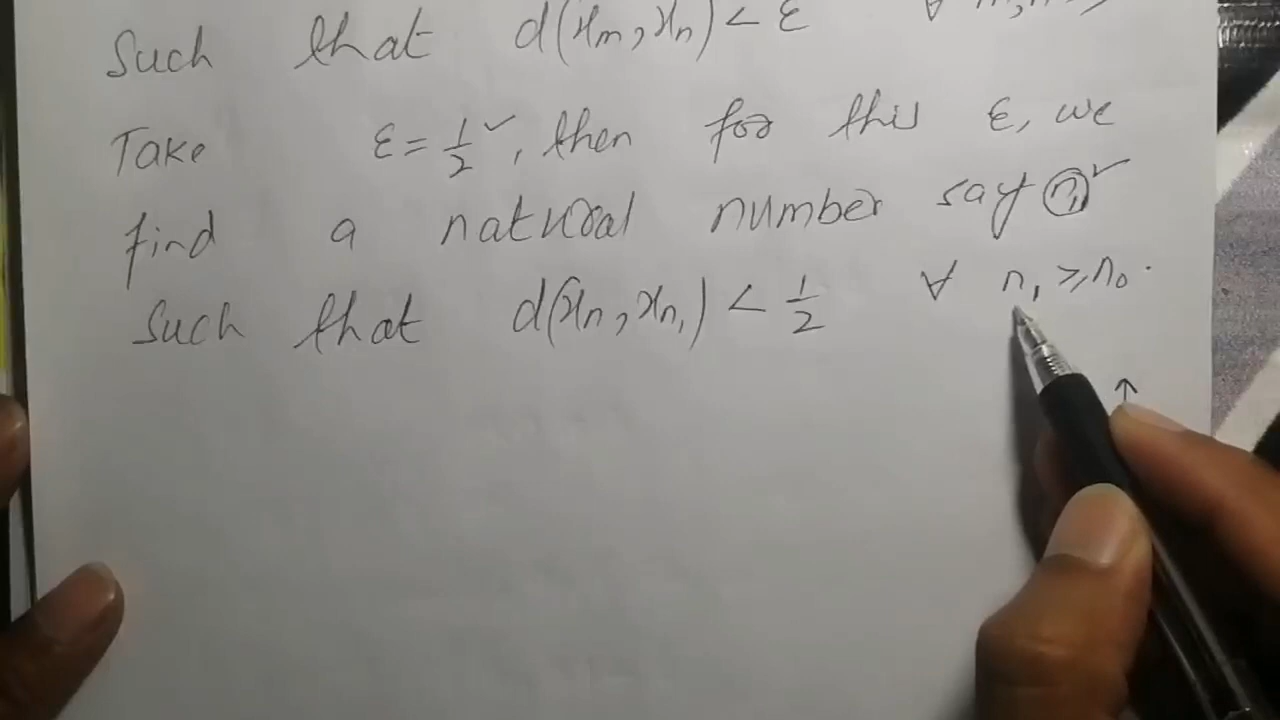 Such that d(xm, xn) < ε ∀
Take ε = 1/2 ✓, then for this ε, we
find a natural number say n₁ ✓
Such that d(xn, xn₁) < 1/2 ∀ n₁ ≥ n₀.
↑